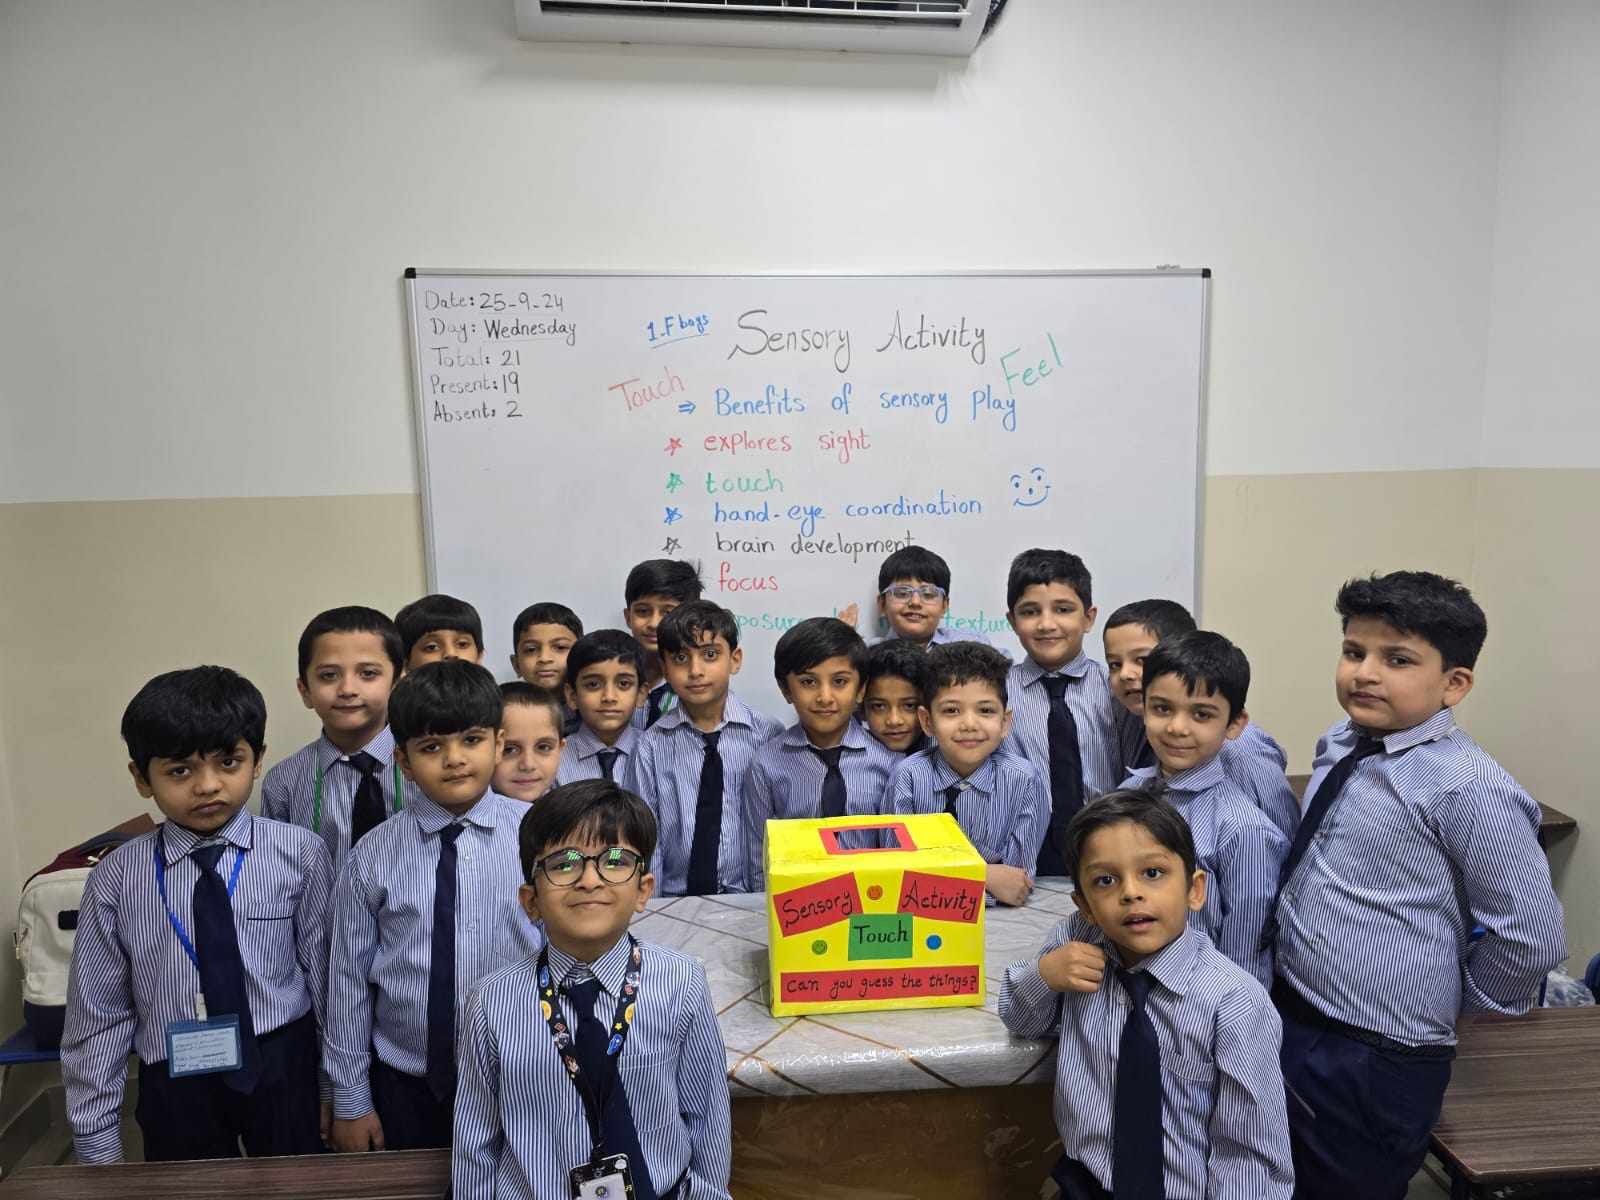 Date: 25-9-24
Day: Wednesday
Total: 21
Present: 19
Absent: 2
1-F boys
Sensory Activity
Touch
Feel
⇒ Benefits of sensory play
☆ explores sight
☆ touch
☆ hand-eye coordination
☆ brain development
focus
Sensory Activity
Touch
Can you guess the things?